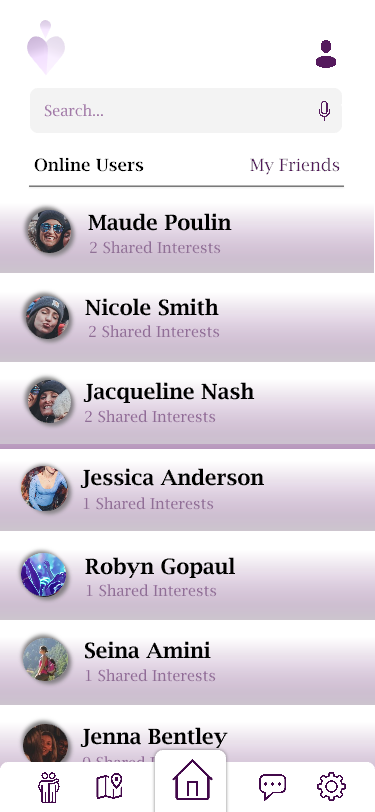 Search...
Online Users
My Friends
Maude Poulin
2 Shared Interests
Nicole Smith
2 Shared Interests
Jacqueline Nash
2 Shared Interests
Jessica Anderson
1 Shared Interests
Robyn Gopaul
1 Shared Interests
Seina Amini
1 Shared Interests
Jenna Bentley
0 Shared